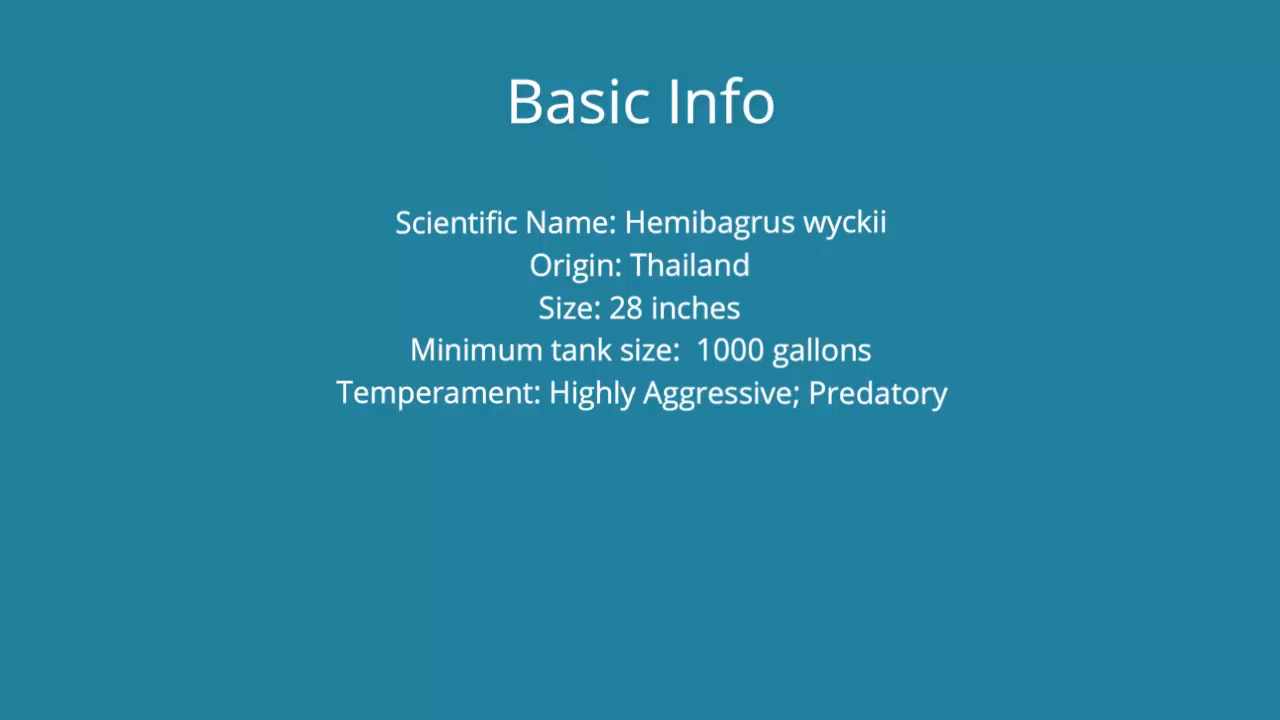 Basic Info
Scientific Name: Hemibagrus wyckii
Origin: Thailand
Size: 28 inches
Minimum tank size:  1000 gallons
Temperament: Highly Aggressive; Predatory